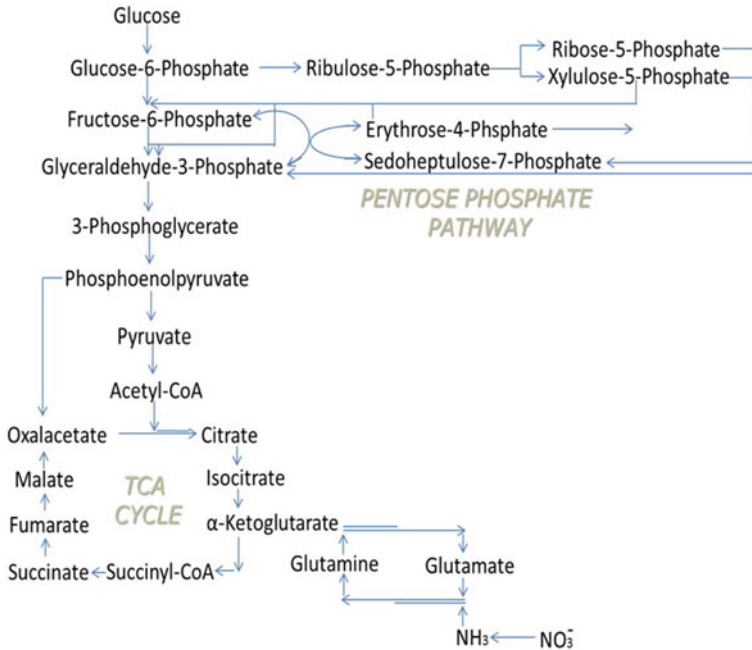 Glucose
Glucose-6-Phosphate
Ribulose-5-Phosphate
Ribose-5-Phosphate
Xylulose-5-Phosphate
Fructose-6-Phosphate
Erythrose-4-Phsphate
Glyceraldehyde-3-Phosphate
Sedoheptulose-7-Phosphate
PENTOSE PHOSPHATE
PATHWAY
3-Phosphoglycerate
Phosphoenolpyruvate
Pyruvate
Acetyl-CoA
Oxalacetate
Citrate
Malate
TCA
CYCLE
Isocitrate
Fumarate
α-Ketoglutarate
Succinate
Succinyl-CoA
Glutamine
Glutamate
NH₃
NO₃⁻